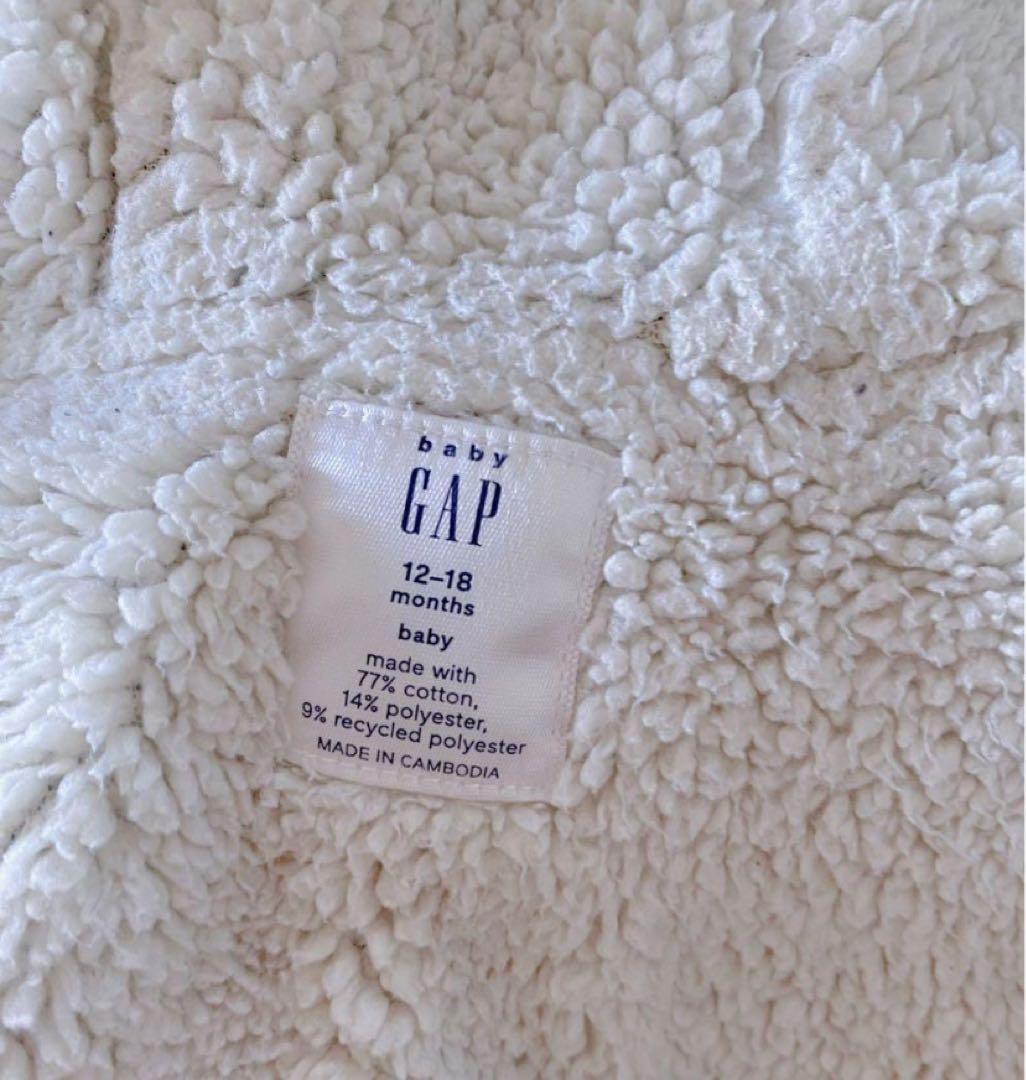 baby
GAP
12–18
months
baby
made with
77% cotton,
14% polyester,
9% recycled polyester
MADE IN CAMBODIA